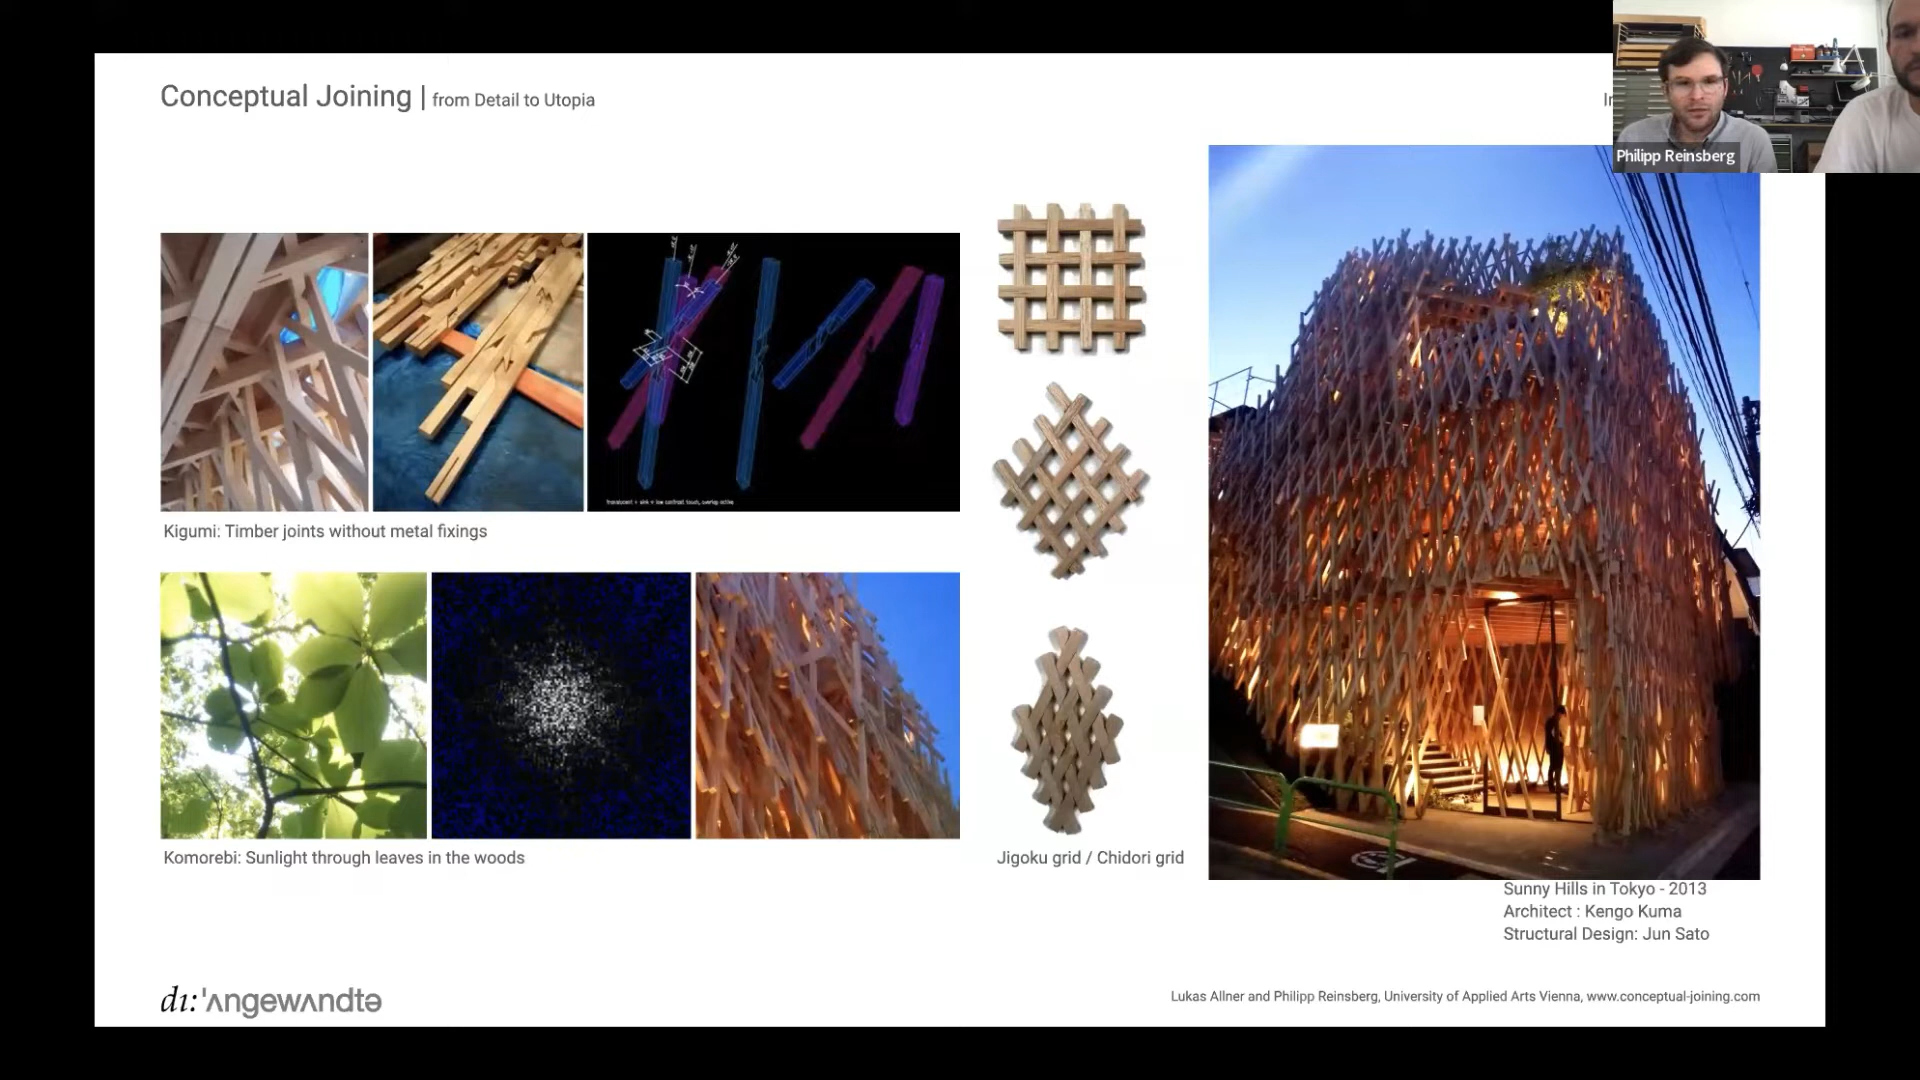 Conceptual Joining | from Detail to Utopia
Philipp Reinsberg
Kigumi: Timber joints without metal fixings
Komorebi: Sunlight through leaves in the woods
Jigoku grid / Chidori grid
Sunny Hills in Tokyo - 2013
Architect : Kengo Kuma
Structural Design: Jun Sato
dı:'ʌngewʌndtə
Lukas Allner and Philipp Reinsberg, University of Applied Arts Vienna, www.conceptual-joining.com